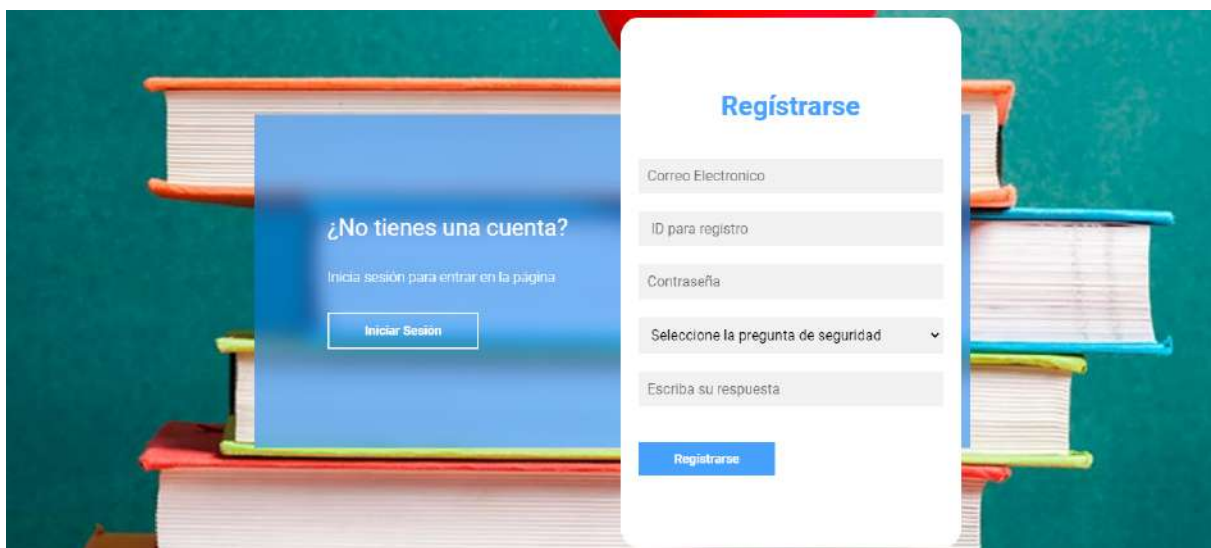 ¿No tienes una cuenta?
Inicia sesión para entrar en la página
Iniciar Sesión
Regístrarse
Correo Electronico
ID para registro
Contraseña
Seleccione la pregunta de seguridad
Escriba su respuesta
Registrarse